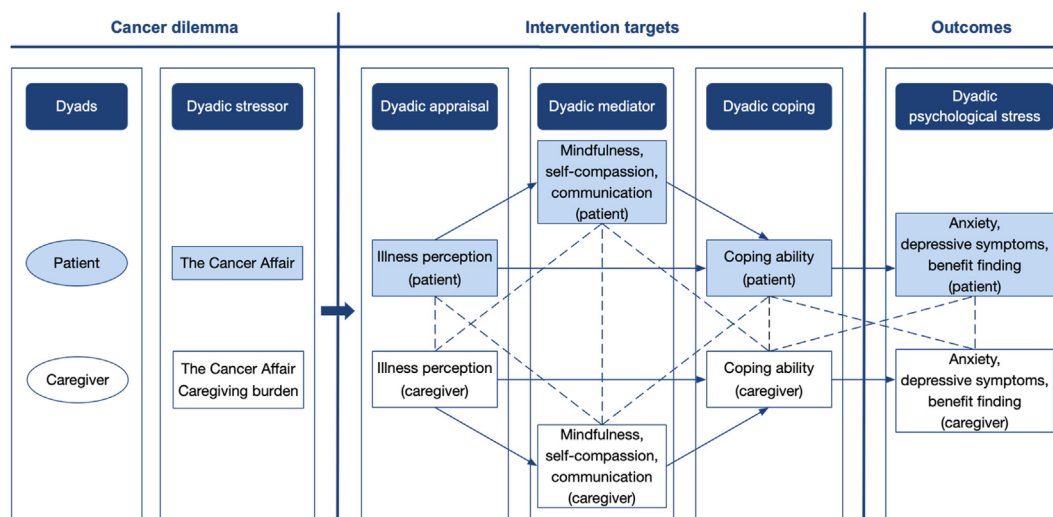 Cancer dilemma
Intervention targets
Outcomes
Dyads
Dyadic stressor
Dyadic appraisal
Dyadic mediator
Dyadic coping
Dyadic
psychological stress
Mindfulness,
self-compassion,
communication
(patient)
Patient
The Cancer Affair
Illness perception
(patient)
Coping ability
(patient)
Anxiety,
depressive symptoms,
benefit finding
(patient)
Caregiver
The Cancer Affair
Caregiving burden
Illness perception
(caregiver)
Coping ability
(caregiver)
Anxiety,
depressive symptoms,
benefit finding
(caregiver)
Mindfulness,
self-compassion,
communication
(caregiver)